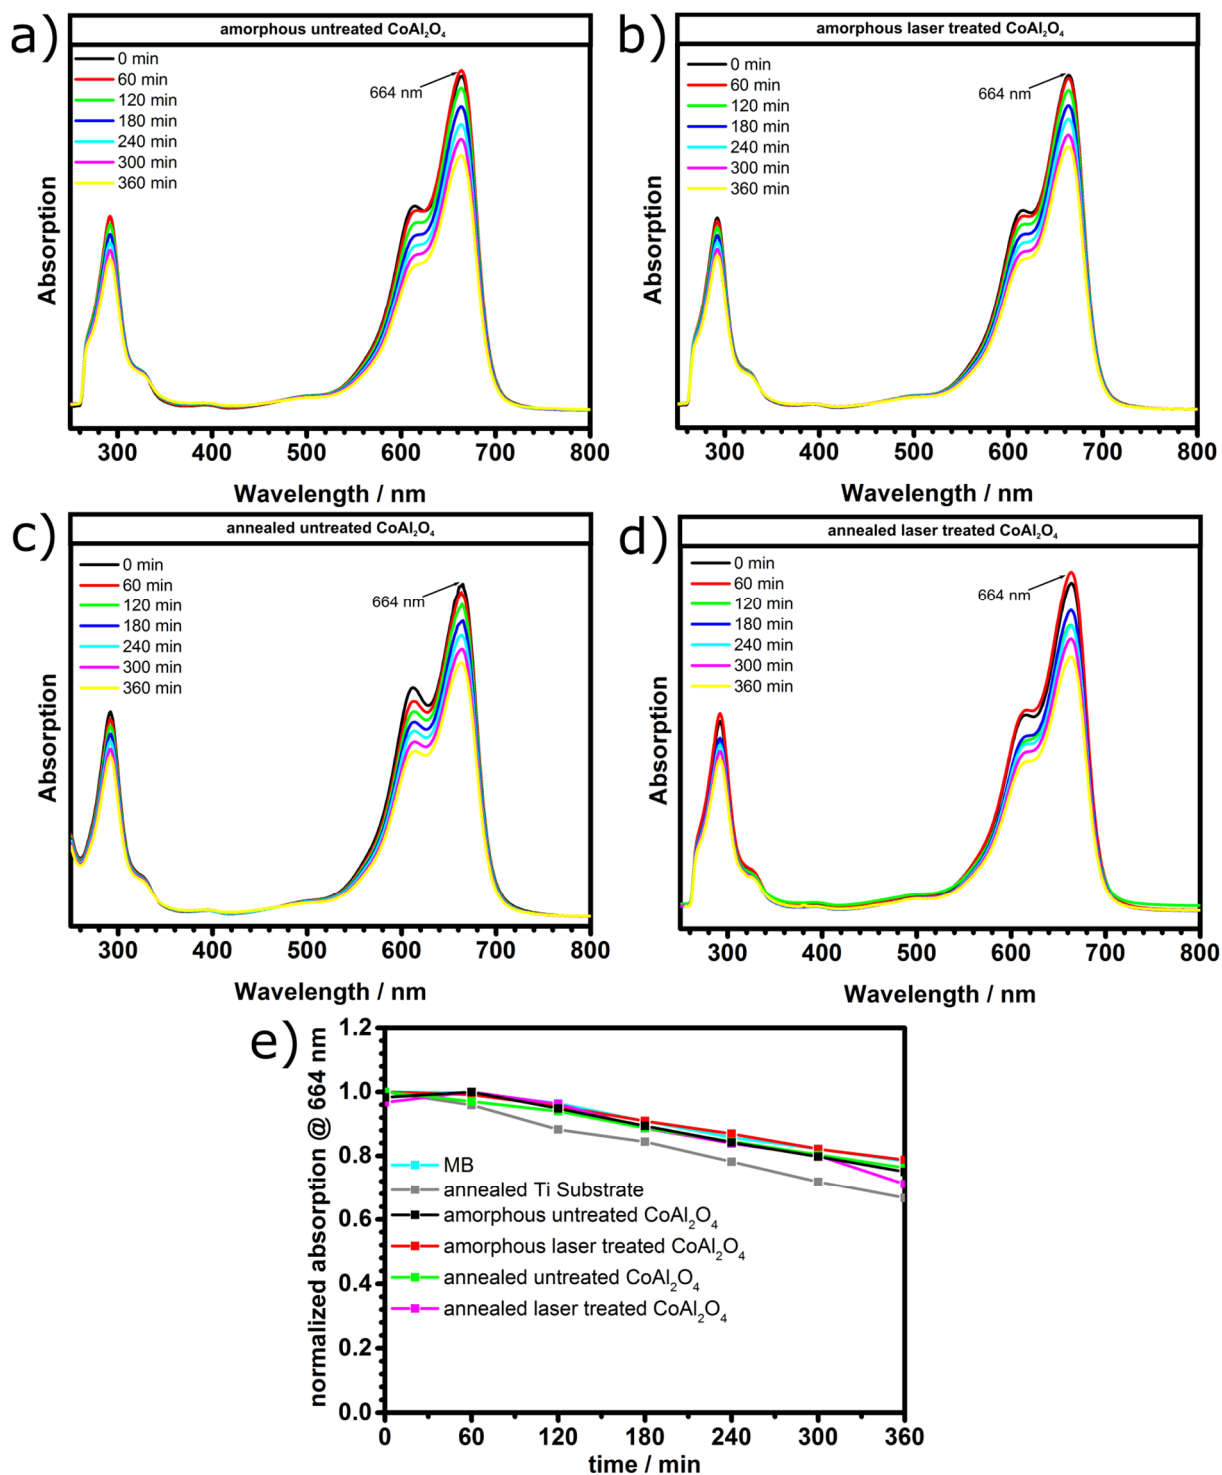 a)
amorphous untreated CoAl₂O₄
0 min
60 min
120 min
180 min
240 min
300 min
360 min
664 nm
Absorption
300 400 500 600 700 800
Wavelength / nm
b)
amorphous laser treated CoAl₂O₄
0 min
60 min
120 min
180 min
240 min
300 min
360 min
664 nm
Absorption
300 400 500 600 700 800
Wavelength / nm
c)
annealed untreated CoAl₂O₄
0 min
60 min
120 min
180 min
240 min
300 min
360 min
664 nm
Absorption
300 400 500 600 700 800
Wavelength / nm
d)
annealed laser treated CoAl₂O₄
0 min
60 min
120 min
180 min
240 min
300 min
360 min
664 nm
Absorption
300 400 500 600 700 800
Wavelength / nm
e)
normalized absorption @ 664 nm
1.2
1.0
0.8
0.6
0.4
0.2
0.0
MB
annealed Ti Substrate
amorphous untreated CoAl₂O₄
amorphous laser treated CoAl₂O₄
annealed untreated CoAl₂O₄
annealed laser treated CoAl₂O₄
0 60 120 180 240 300 360
time / min